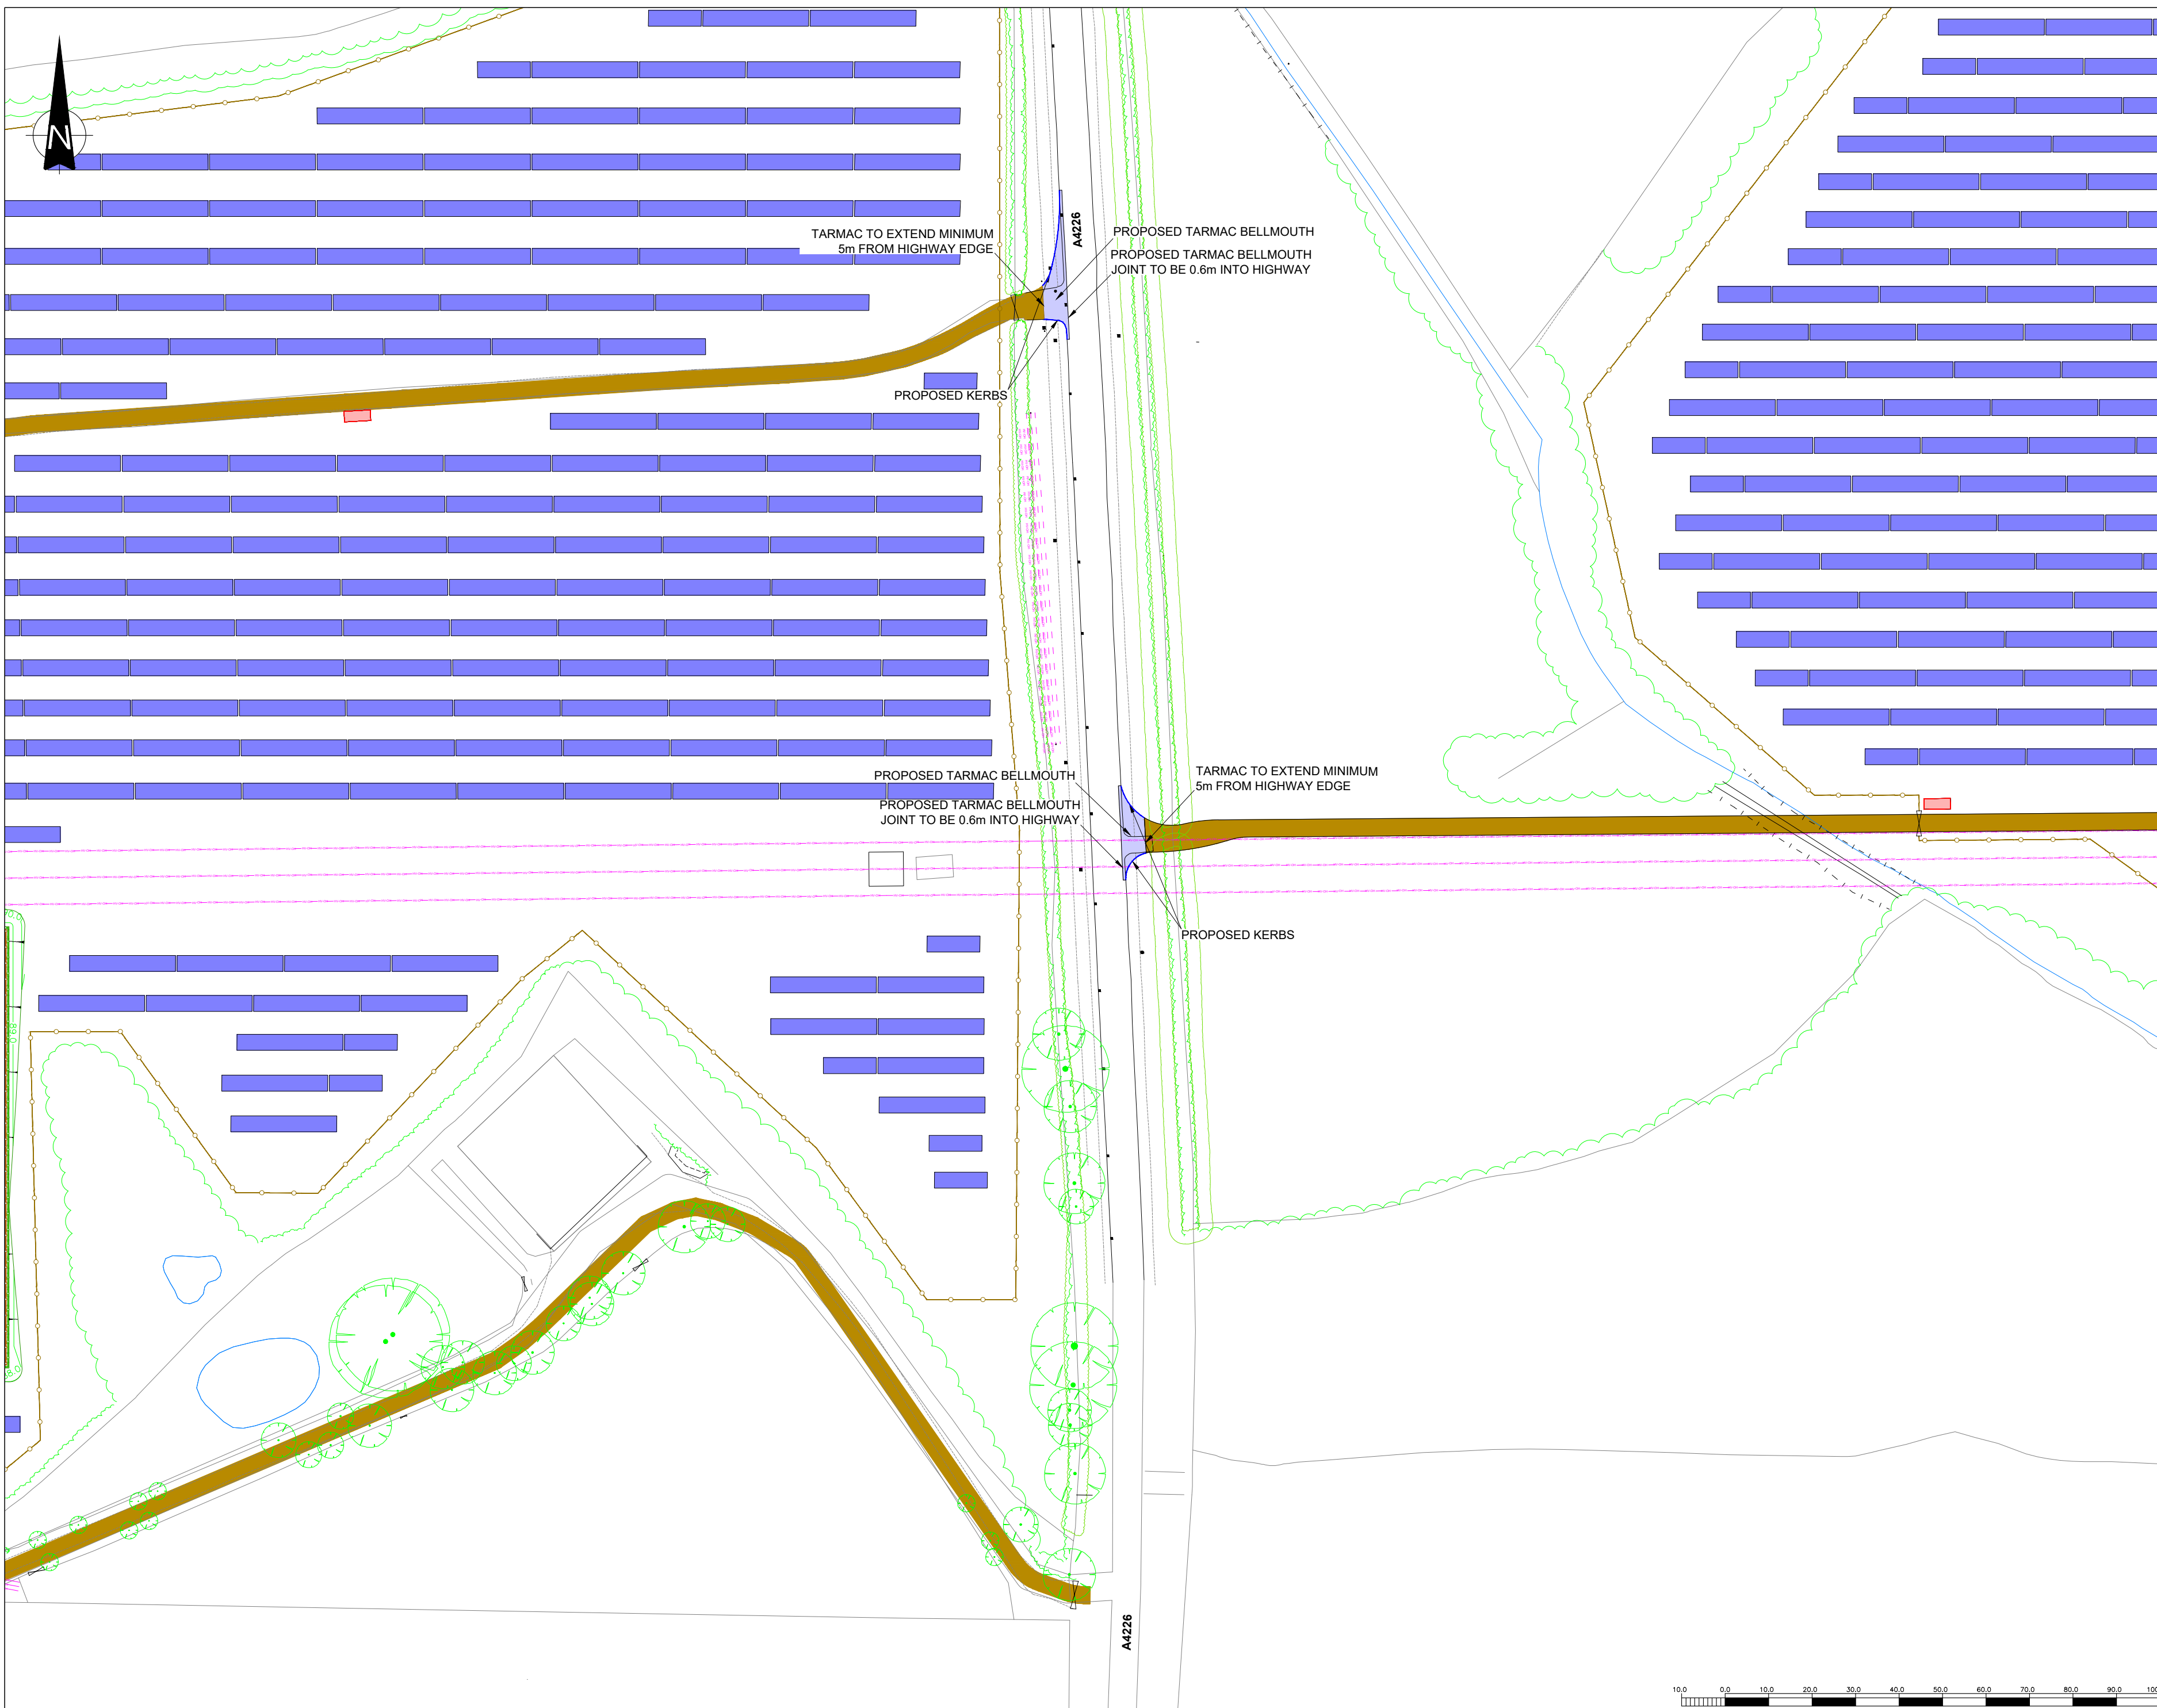 N
A4226
TARMAC TO EXTEND MINIMUM
5m FROM HIGHWAY EDGE
PROPOSED TARMAC BELLMOUTH
PROPOSED TARMAC BELLMOUTH
JOINT TO BE 0.6m INTO HIGHWAY
PROPOSED KERBS
PROPOSED TARMAC BELLMOUTH
PROPOSED TARMAC BELLMOUTH
JOINT TO BE 0.6m INTO HIGHWAY
TARMAC TO EXTEND MINIMUM
5m FROM HIGHWAY EDGE
PROPOSED KERBS
A4226
10.0 0.0 10.0 20.0 30.0 40.0 50.0 60.0 70.0 80.0 90.0